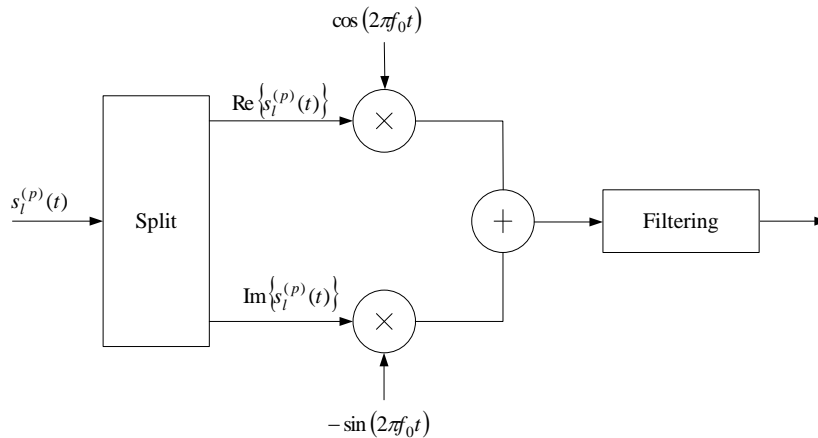 cos(2πf₀t)
Re{s_l^(p)(t)}
×
s_l^(p)(t)
Split
+
Filtering
Im{s_l^(p)(t)}
×
−sin(2πf₀t)